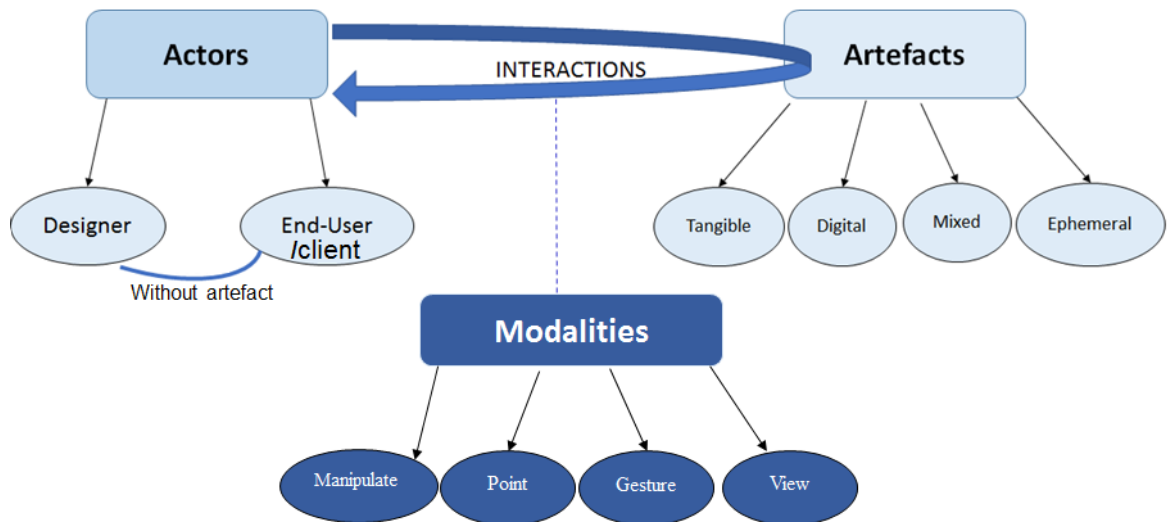 Actors
INTERACTIONS
Artefacts
Designer
End-User
/client
Without artefact
Tangible
Digital
Mixed
Ephemeral
Modalities
Manipulate
Point
Gesture
View